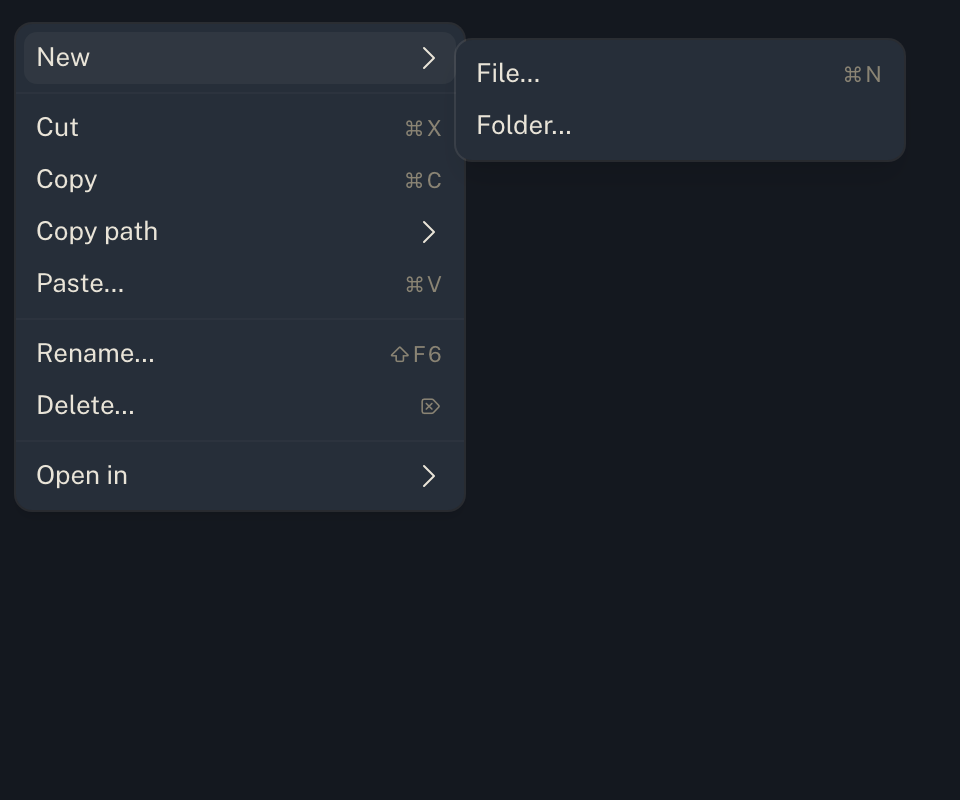 New
File… ⌘N
Folder…
Cut ⌘X
Copy ⌘C
Copy path
Paste… ⌘V
Rename… ⇧F6
Delete… ⌦
Open in